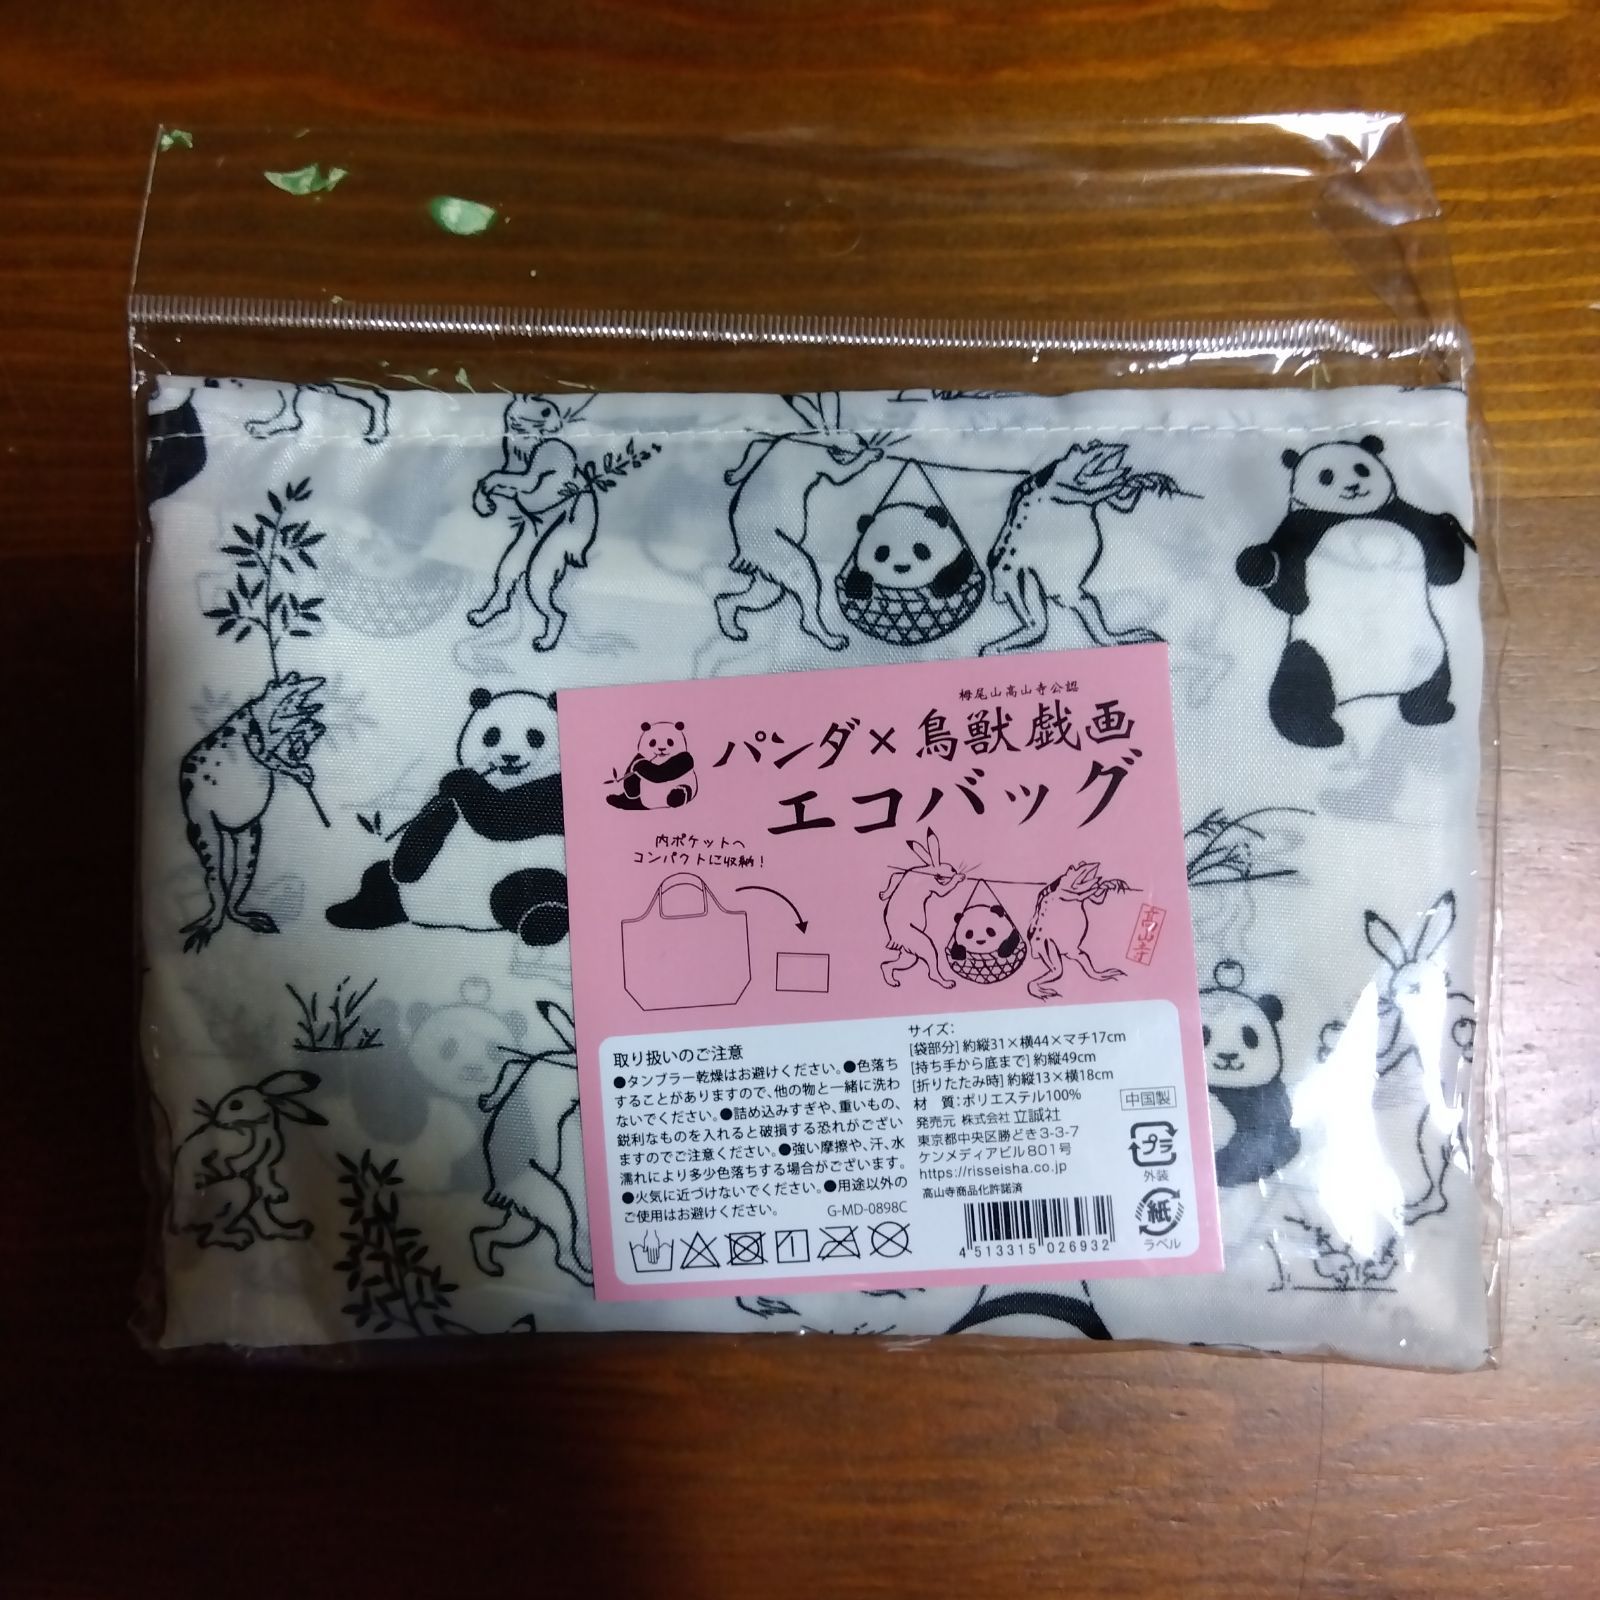 栂尾山高山寺公認
パンダ×鳥獣戯画
エコバッグ
内ポケットへ
コンパクトに収納！
高山寺
取り扱いのご注意
●タンブラー乾燥はお避けください。●色落ち
することがありますので、他の物と一緒に洗わ
ないでください。●詰め込みすぎや、重いもの、
鋭利なものを入れると破損する恐れがござい
ますのでご注意ください。●強い摩擦や、汗、水
濡れにより多少色落ちする場合がございます。
●火気に近づけないでください。●用途以外の
ご使用はお避けください。
G-MD-0898C
サイズ：
[袋部分] 約縦31×横44×マチ17cm
[持ち手から底まで] 約縦49cm
[折りたたみ時] 約縦13×横18cm
材　質：ポリエステル100%
発売元 株式会社 立誠社
東京都中央区勝どき3-3-7
ケンメディアビル801号
https://risseisha.co.jp
高山寺商品化許諾済
4 513315 026932
中国製
プラ
外装
紙
ラベル